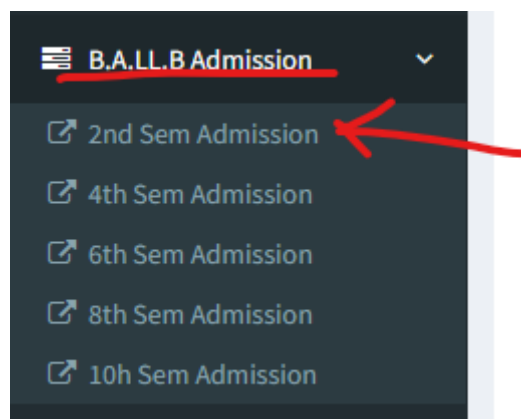 B.A.LL.B Admission
2nd Sem Admission
4th Sem Admission
6th Sem Admission
8th Sem Admission
10h Sem Admission